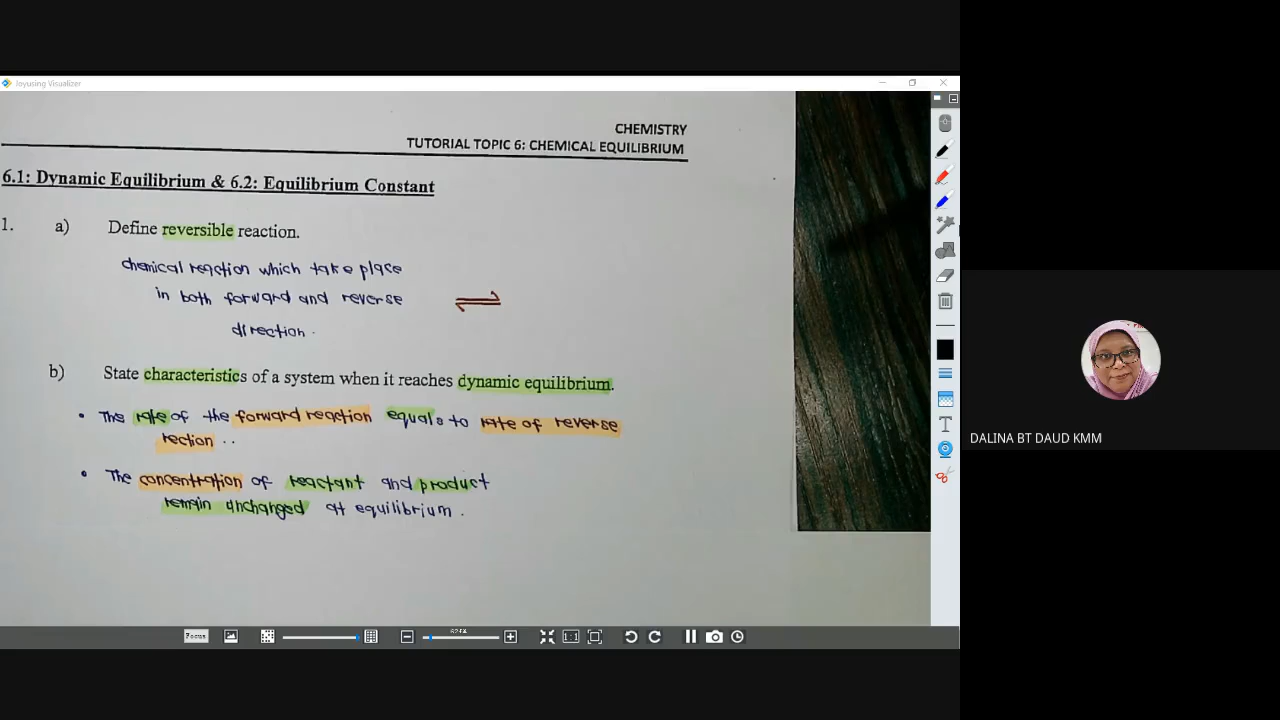 Joyusing Visualizer
CHEMISTRY
TUTORIAL TOPIC 6: CHEMICAL EQUILIBRIUM
6.1: Dynamic Equilibrium & 6.2: Equilibrium Constant
1. a) Define reversible reaction.
chemical reaction which take place
in both forward and reverse
direction.
b) State characteristics of a system when it reaches dynamic equilibrium.
• The rate of the forward reaction equals to rate of reverse
rection ..
• The concentration of reactant and product
remain unchanged at equilibrium.
DALINA BT DAUD KMM
Focus
1:1
T